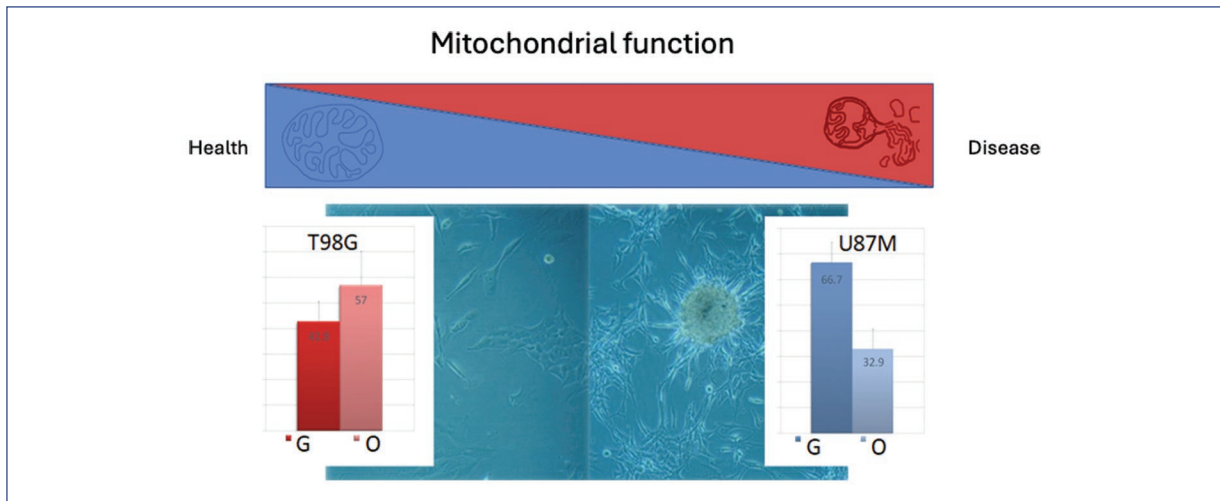 Mitochondrial function
Health
Disease
T98G
57
G
O
U87M
66.7
32.9
G
O